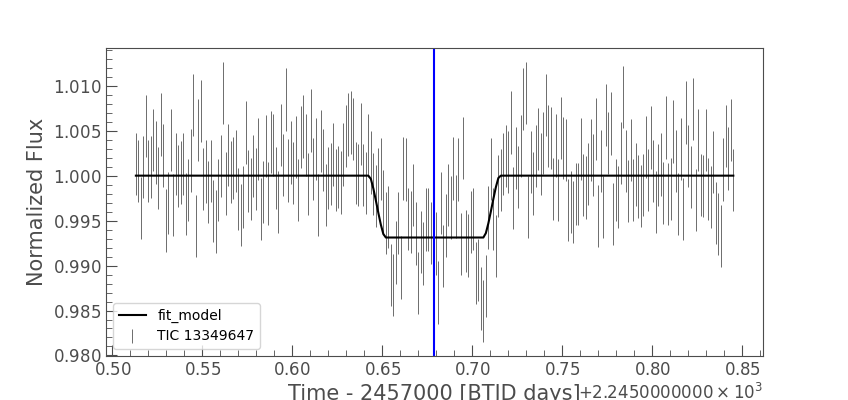 Normalized Flux
1.010
1.005
1.000
0.995
0.990
0.985
0.980
fit_model
TIC 13349647
0.50 0.55 0.60 0.65 0.70 0.75 0.80 0.85
Time - 2457000 [BTJD days]
+2.2450000000 × 10³